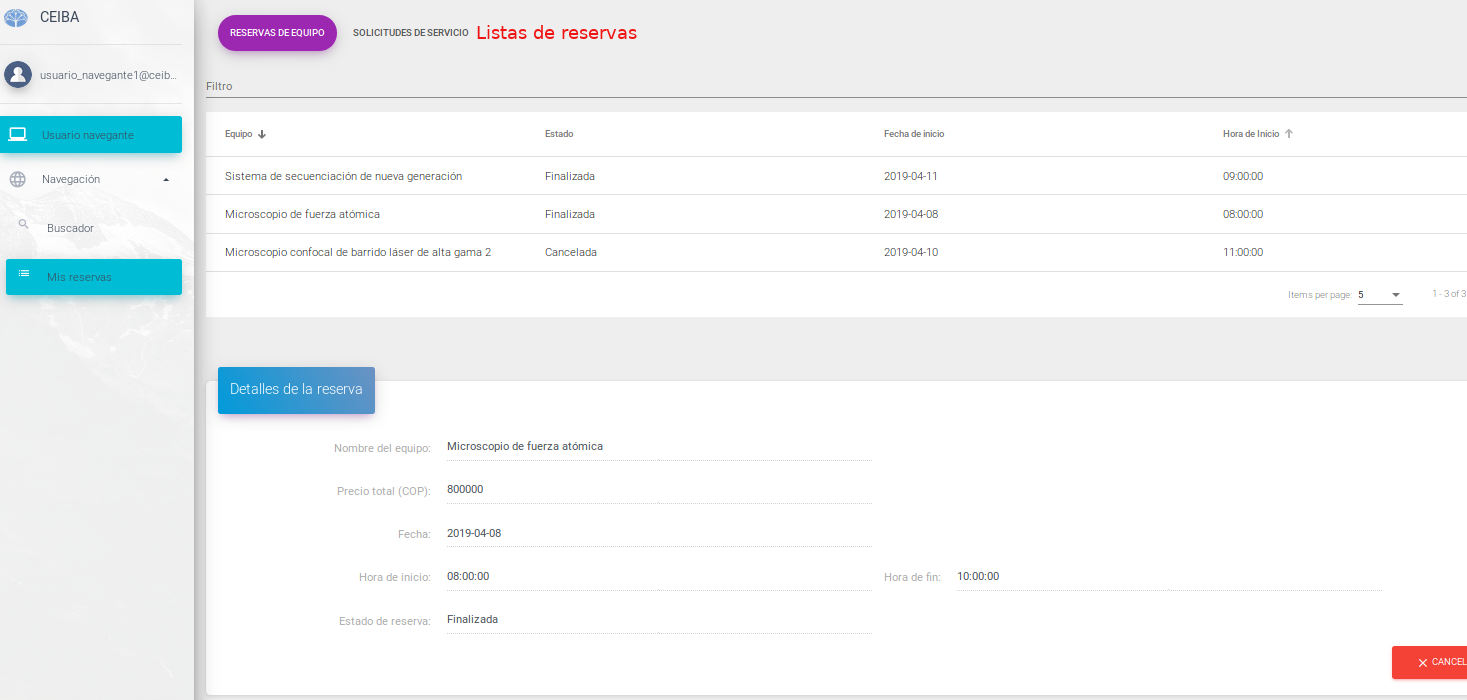 CEIBA
usuario_navegante1@ceib...
Usuario navegante
Navegación
Buscador
Mis reservas
RESERVAS DE EQUIPO SOLICITUDES DE SERVICIO Listas de reservas
Filtro
Equipo Estado Fecha de inicio Hora de Inicio
Sistema de secuenciación de nueva generación Finalizada 2019-04-11 09:00:00
Microscopio de fuerza atómica Finalizada 2019-04-08 08:00:00
Microscopio confocal de barrido láser de alta gama 2 Cancelada 2019-04-10 11:00:00
Items per page: 5 1 - 3 of 3
Detalles de la reserva
Nombre del equipo: Microscopio de fuerza atómica
Precio total (COP): 800000
Fecha: 2019-04-08
Hora de inicio: 08:00:00 Hora de fin: 10:00:00
Estado de reserva: Finalizada
CANCEL